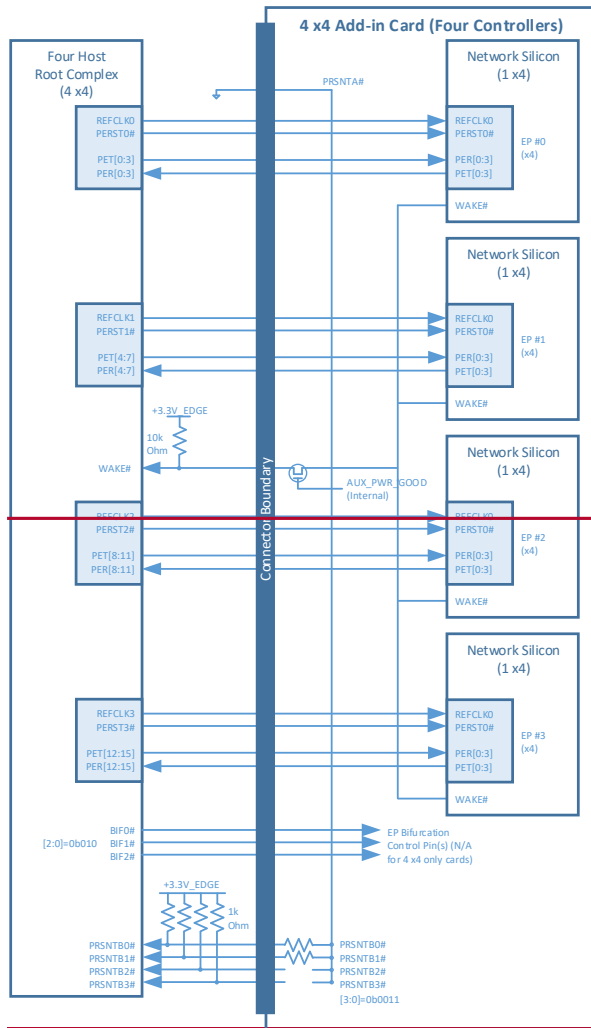 4 x4 Add-in Card (Four Controllers)
Four Host
Root Complex
(4 x4)
PRSNTA#
Network Silicon
(1 x4)
REFCLK0
PERST0#
PET[0:3]
PER[0:3]
REFCLK0
PERST0#
PER[0:3]
PET[0:3]
EP #0
(x4)
WAKE#
Network Silicon
(1 x4)
REFCLK1
PERST1#
PET[4:7]
PER[4:7]
REFCLK0
PERST0#
PER[0:3]
PET[0:3]
EP #1
(x4)
WAKE#
+3.3V_EDGE
10k
Ohm
WAKE#
Connector Boundary
AUX_PWR_GOOD
(Internal)
Network Silicon
(1 x4)
REFCLK2
PERST2#
PET[8:11]
PER[8:11]
REFCLK0
PERST0#
PER[0:3]
PET[0:3]
EP #2
(x4)
WAKE#
Network Silicon
(1 x4)
REFCLK3
PERST3#
PET[12:15]
PER[12:15]
REFCLK0
PERST0#
PER[0:3]
PET[0:3]
EP #3
(x4)
WAKE#
[2:0]=0b010
BIF0#
BIF1#
BIF2#
EP Bifurcation
Control Pin(s) (N/A
for 4 x4 only cards)
+3.3V_EDGE
1k
Ohm
PRSNTB0#
PRSNTB1#
PRSNTB2#
PRSNTB3#
PRSNTB0#
PRSNTB1#
PRSNTB2#
PRSNTB3#
[3:0]=0b0011